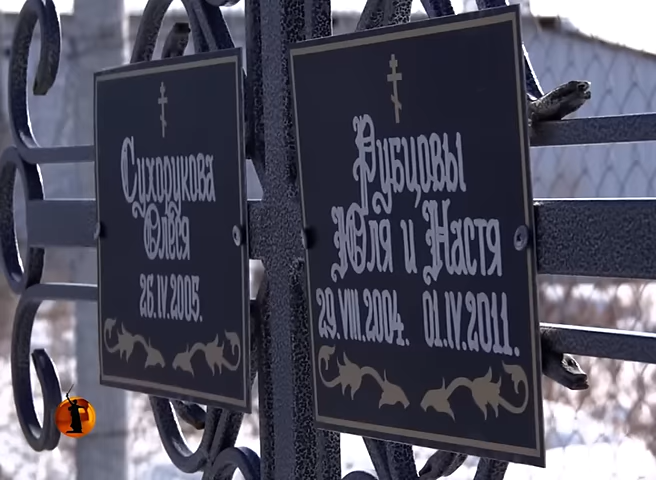 Сухорукова
Олеся
26.IV.2005.
Рубцовы
Юля и Настя
29.VIII.2004. 01.IV.2011.